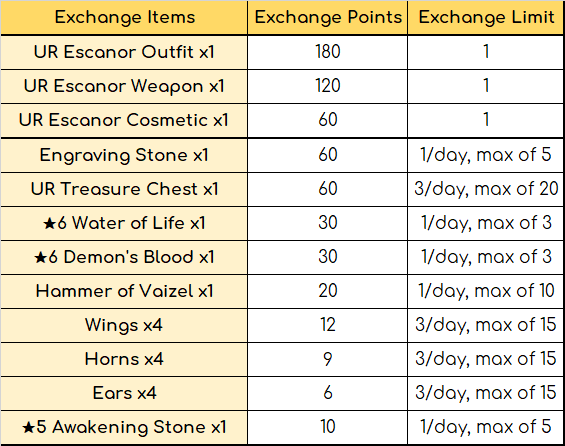 Exchange Items Exchange Points Exchange Limit
UR Escanor Outfit x1 180 1
UR Escanor Weapon x1 120 1
UR Escanor Cosmetic x1 60 1
Engraving Stone x1 60 1/day, max of 5
UR Treasure Chest x1 60 3/day, max of 20
★6 Water of Life x1 30 1/day, max of 3
★6 Demon's Blood x1 30 1/day, max of 3
Hammer of Vaizel x1 20 1/day, max of 10
Wings x4 12 3/day, max of 15
Horns x4 9 3/day, max of 15
Ears x4 6 3/day, max of 15
★5 Awakening Stone x1 10 1/day, max of 5